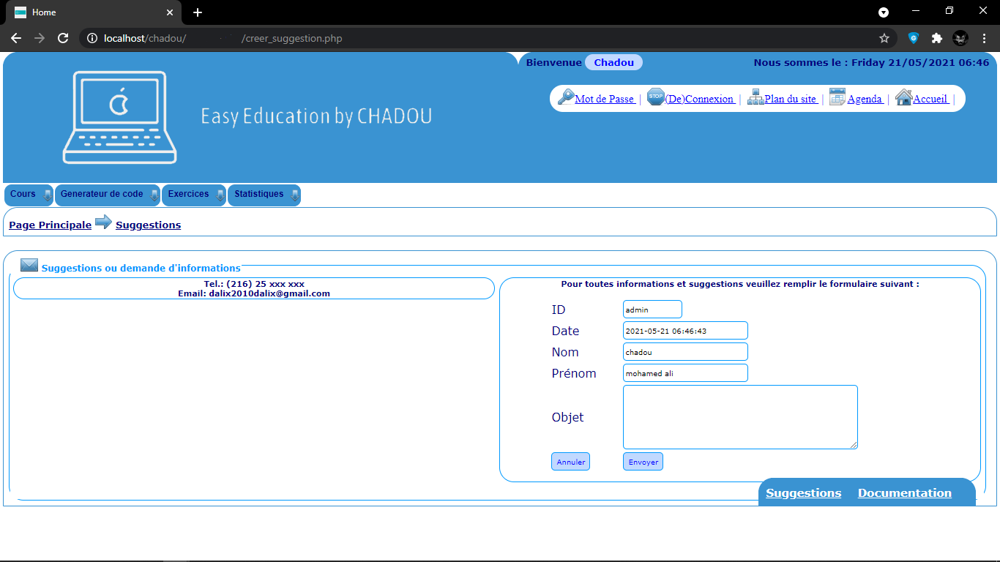 Home
localhost/chadou/ /creer_suggestion.php
Bienvenue Chadou Nous sommes le : Friday 21/05/2021 06:46
STOP
Mot de Passe | (De)Connexion | Plan du site | Agenda | Accueil |
Easy Education by CHADOU
Cours Generateur de code Exercices Statistiques
Page Principale Suggestions
Suggestions ou demande d'informations
Tel.: (216) 25 xxx xxx
Email: dalix2010dalix@gmail.com
Pour toutes informations et suggestions veuillez remplir le formulaire suivant :
ID admin
Date 2021-05-21 06:46:43
Nom chadou
Prénom mohamed ali
Objet
Annuler Envoyer
Suggestions Documentation